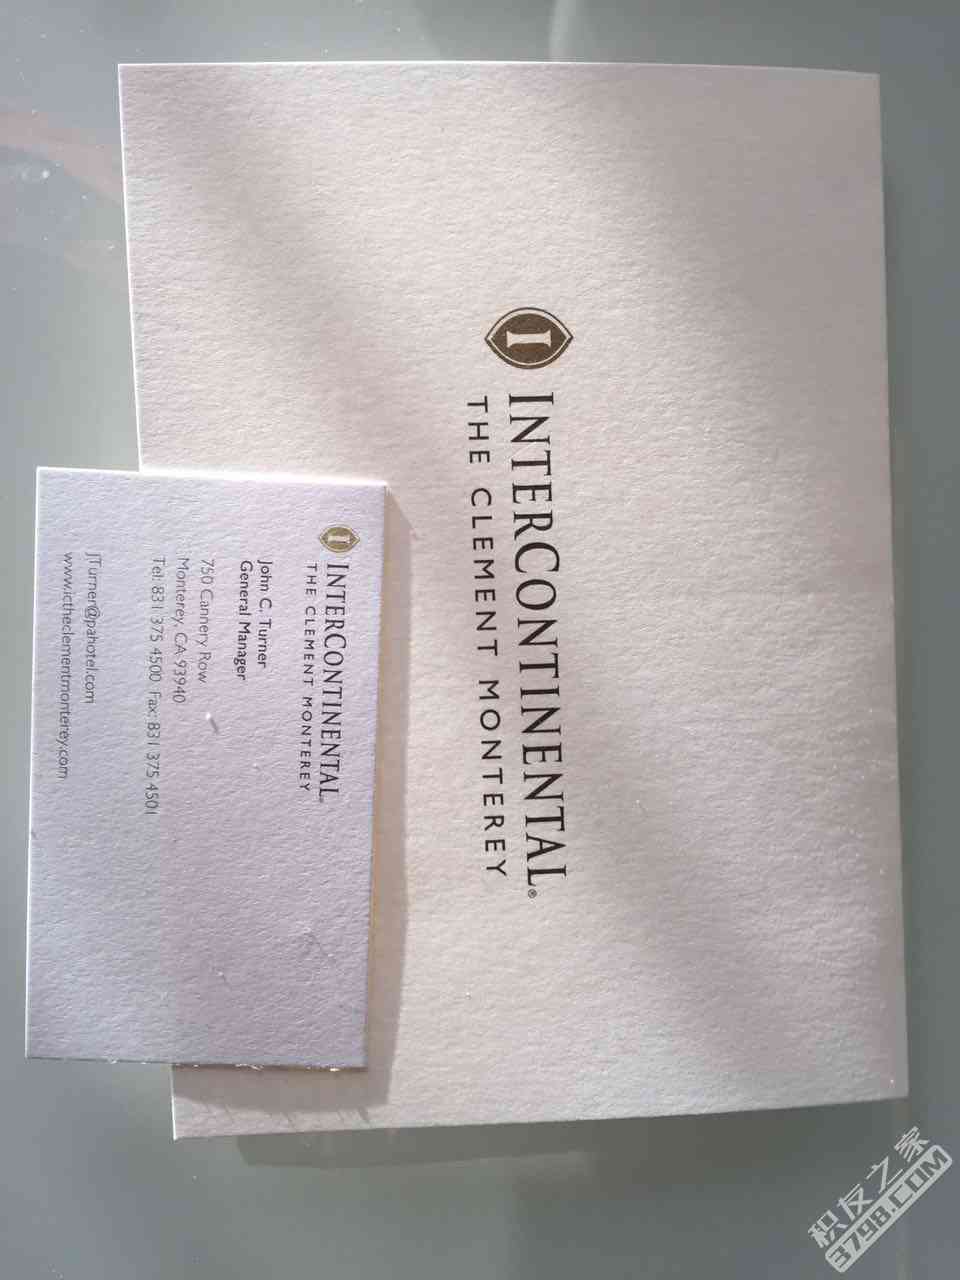 INTERCONTINENTAL®
THE CLEMENT MONTEREY
INTERCONTINENTAL®
THE CLEMENT MONTEREY
John C. Turner
General Manager
750 Cannery Row
Monterey, CA 93940
Tel: 831 375 4500 Fax: 831 375 4501
JTurner@pahotel.com
www.ictheclementmonterey.com
积友之家
3798.COM